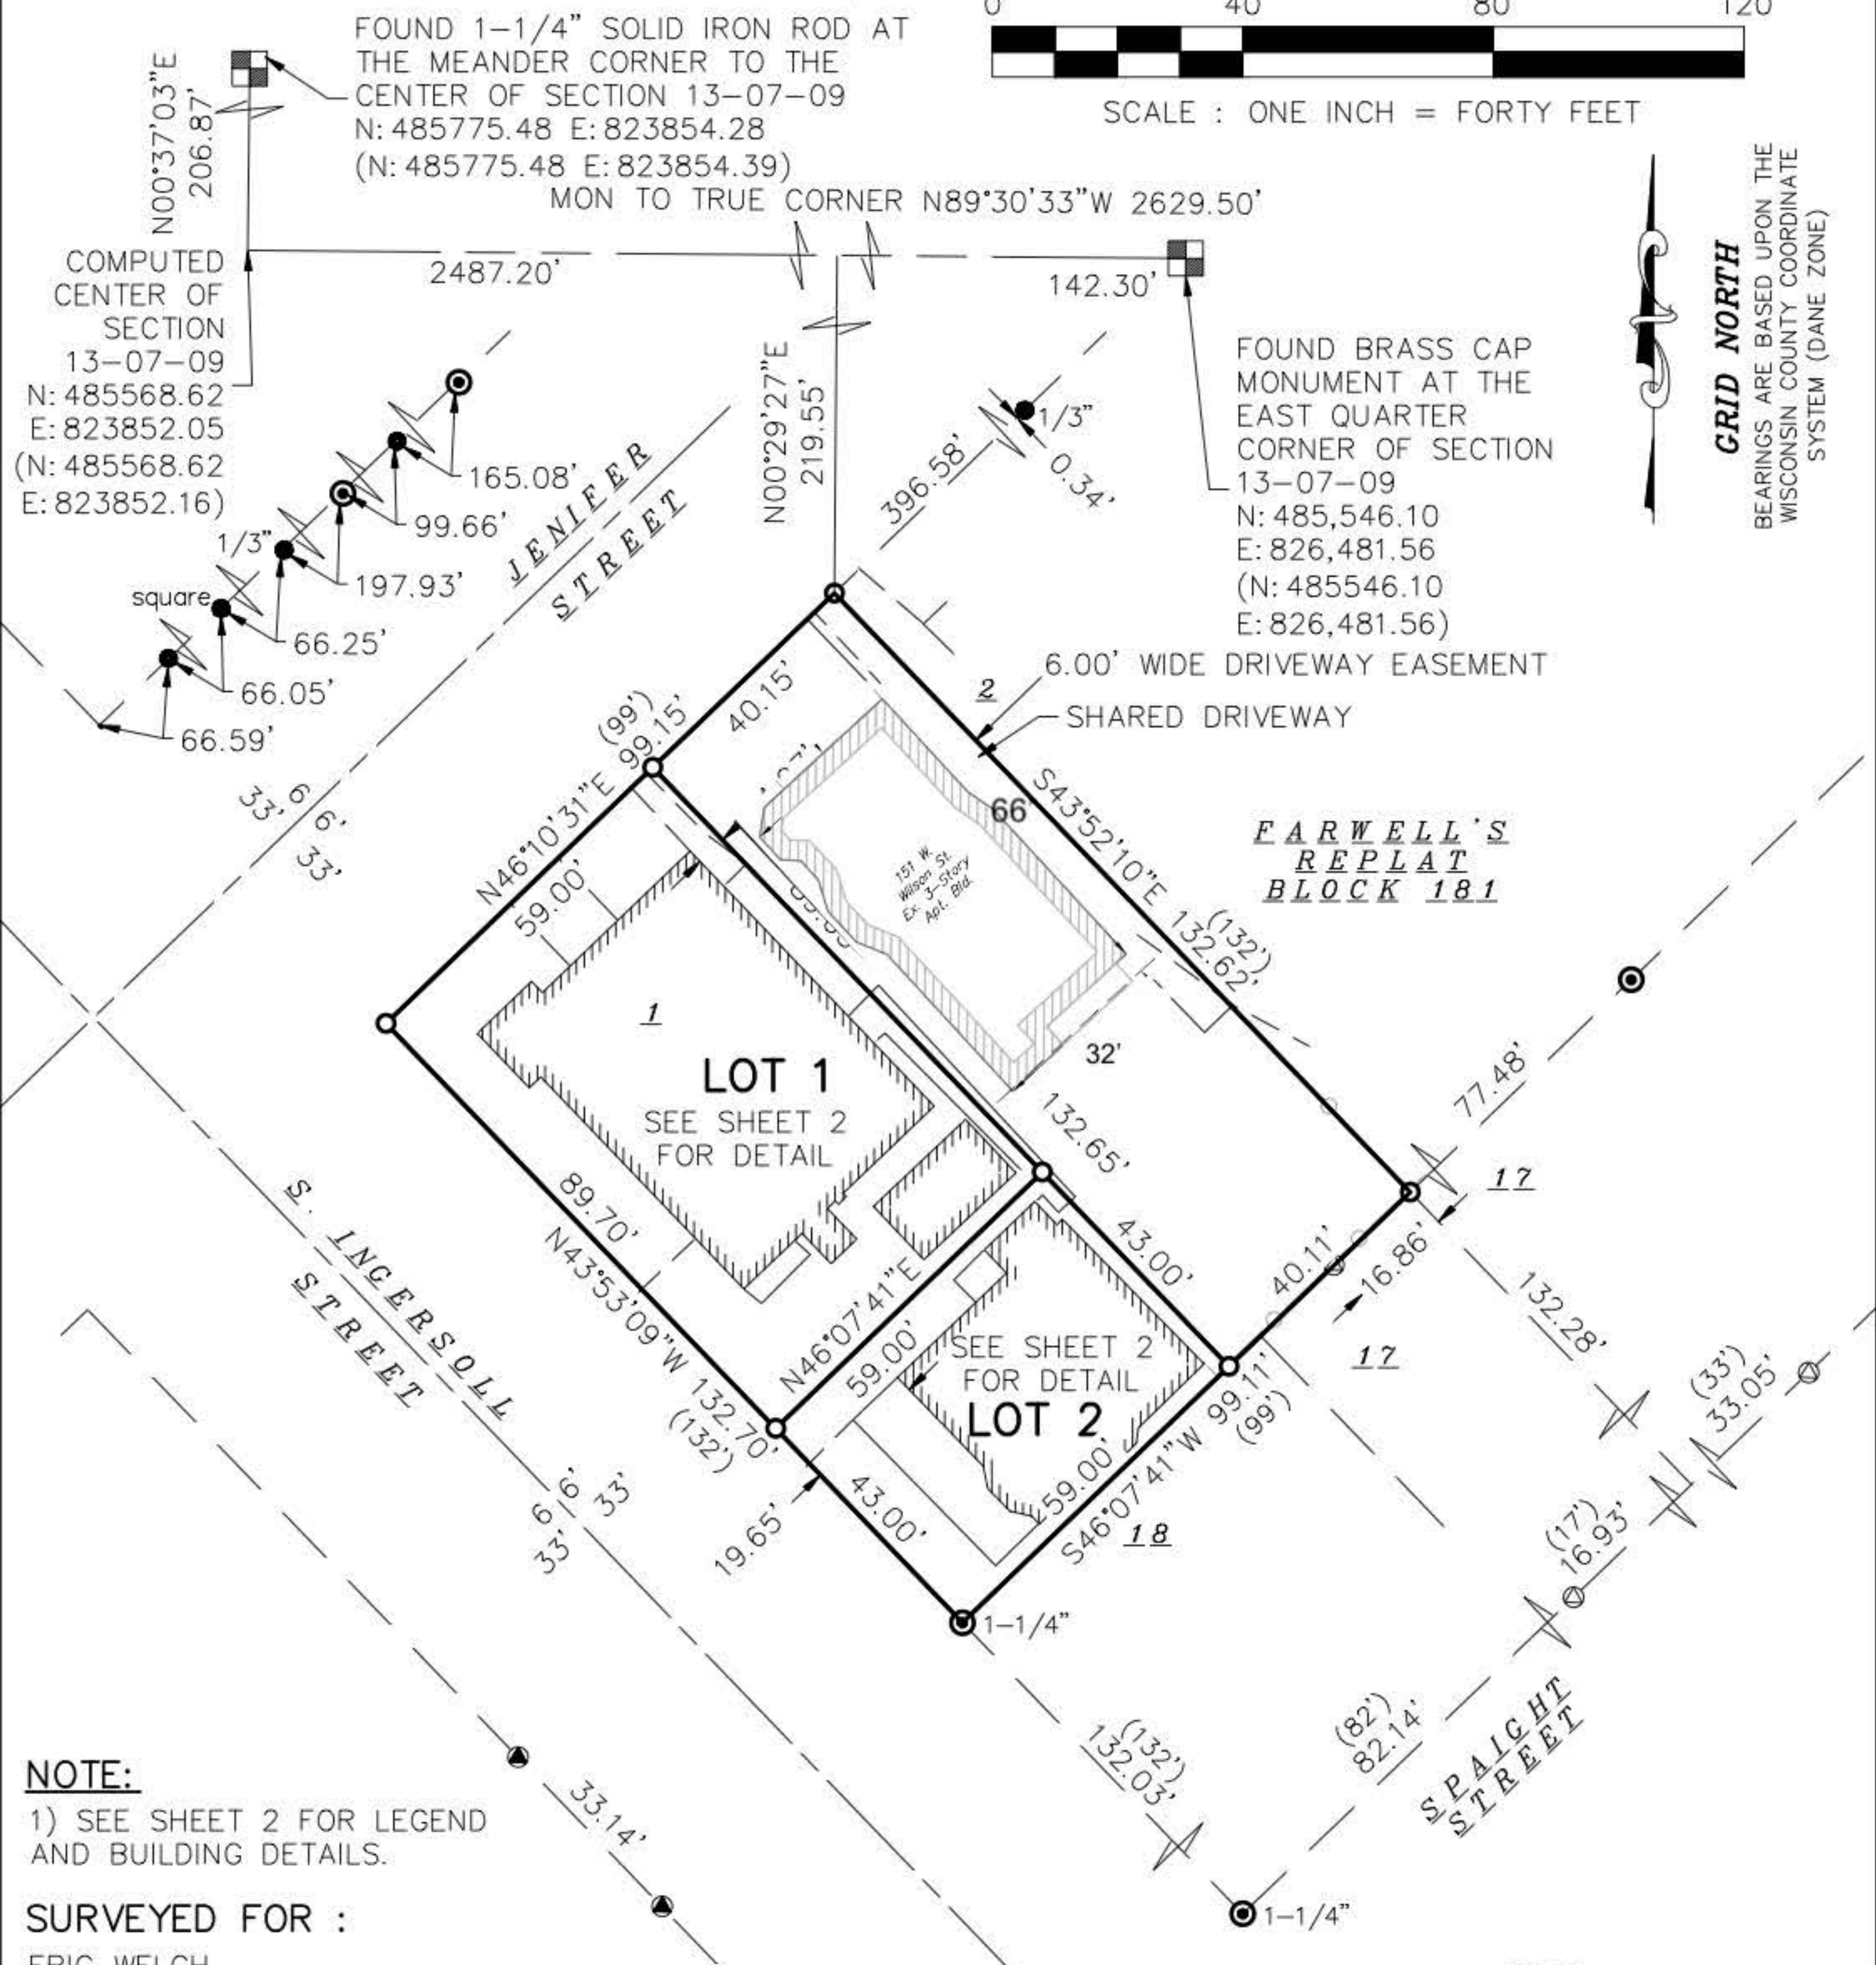 0 40 80 120
SCALE : ONE INCH = FORTY FEET
FOUND 1-1/4" SOLID IRON ROD AT
THE MEANDER CORNER TO THE
CENTER OF SECTION 13-07-09
N: 485775.48 E: 823854.28
(N: 485775.48 E: 823854.39)
N00°37'03"E
206.87'
MON TO TRUE CORNER N89°30'33"W 2629.50'
2487.20'
142.30'
COMPUTED
CENTER OF
SECTION
13-07-09
N: 485568.62
E: 823852.05
(N: 485568.62
E: 823852.16)
GRID NORTH
BEARINGS ARE BASED UPON THE
WISCONSIN COUNTY COORDINATE
SYSTEM (DANE ZONE)
FOUND BRASS CAP
MONUMENT AT THE
EAST QUARTER
CORNER OF SECTION
13-07-09
N: 485,546.10
E: 826,481.56
(N: 485546.10
E: 826,481.56)
N00°29'27"E
219.55'
396.58'
1/3"
0.34'
165.08'
99.66'
1/3"
197.93'
square
66.25'
66.05'
66.59'
JENIFER
STREET
6.00' WIDE DRIVEWAY EASEMENT
SHARED DRIVEWAY
2
40.15'
(99')
99.15'
N46°10'31"E
59.00'
66'
33'
33'
66'
S43°52'10"E 132.62'
(132')
151 W.
Wilson St.
Ex. 3-Story
Apt. Bld.
FARWELL'S
REPLAT
BLOCK 181
1
LOT 1
SEE SHEET 2
FOR DETAIL
32'
132.65'
77.48'
17
89.70'
N43°53'09"W 132.70'
(132')
N46°07'41"E
59.00'
43.00'
40.11'
16.86'
132.28'
17
S. INGERSOLL
STREET
SEE SHEET 2
FOR DETAIL
LOT 2
59.00'
S46°07'41"W 99.11'
(99')
18
43.00'
19.65'
66'
33'
33'
1-1/4"
(33')
33.05'
(17')
16.93'
(82')
82.14'
SPAIGHT
STREET
(132')
132.03'
1-1/4"
33.14'
NOTE:
1) SEE SHEET 2 FOR LEGEND
AND BUILDING DETAILS.
SURVEYED FOR :
ERIC WELCH